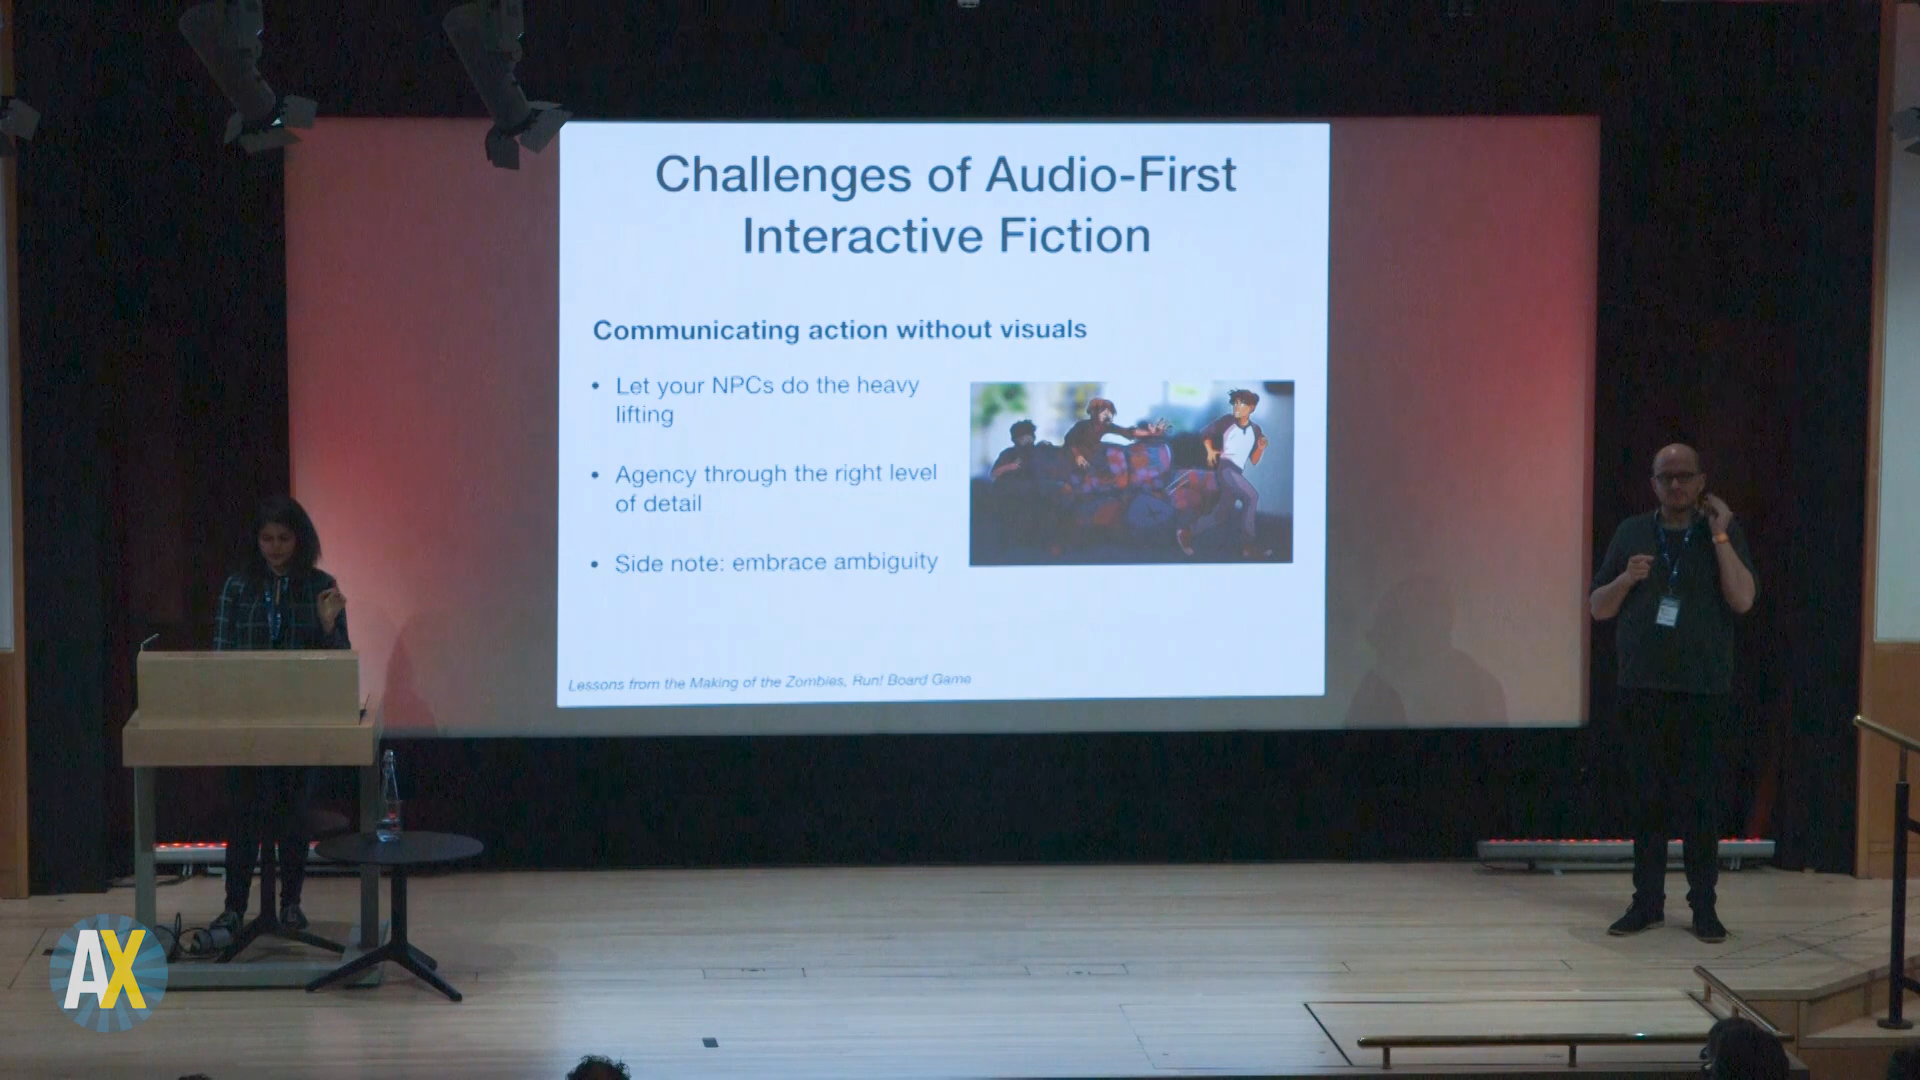 Challenges of Audio-First
Interactive Fiction
Communicating action without visuals
• Let your NPCs do the heavy
lifting
• Agency through the right level
of detail
• Side note: embrace ambiguity
Lessons from the Making of the Zombies, Run! Board Game
AX